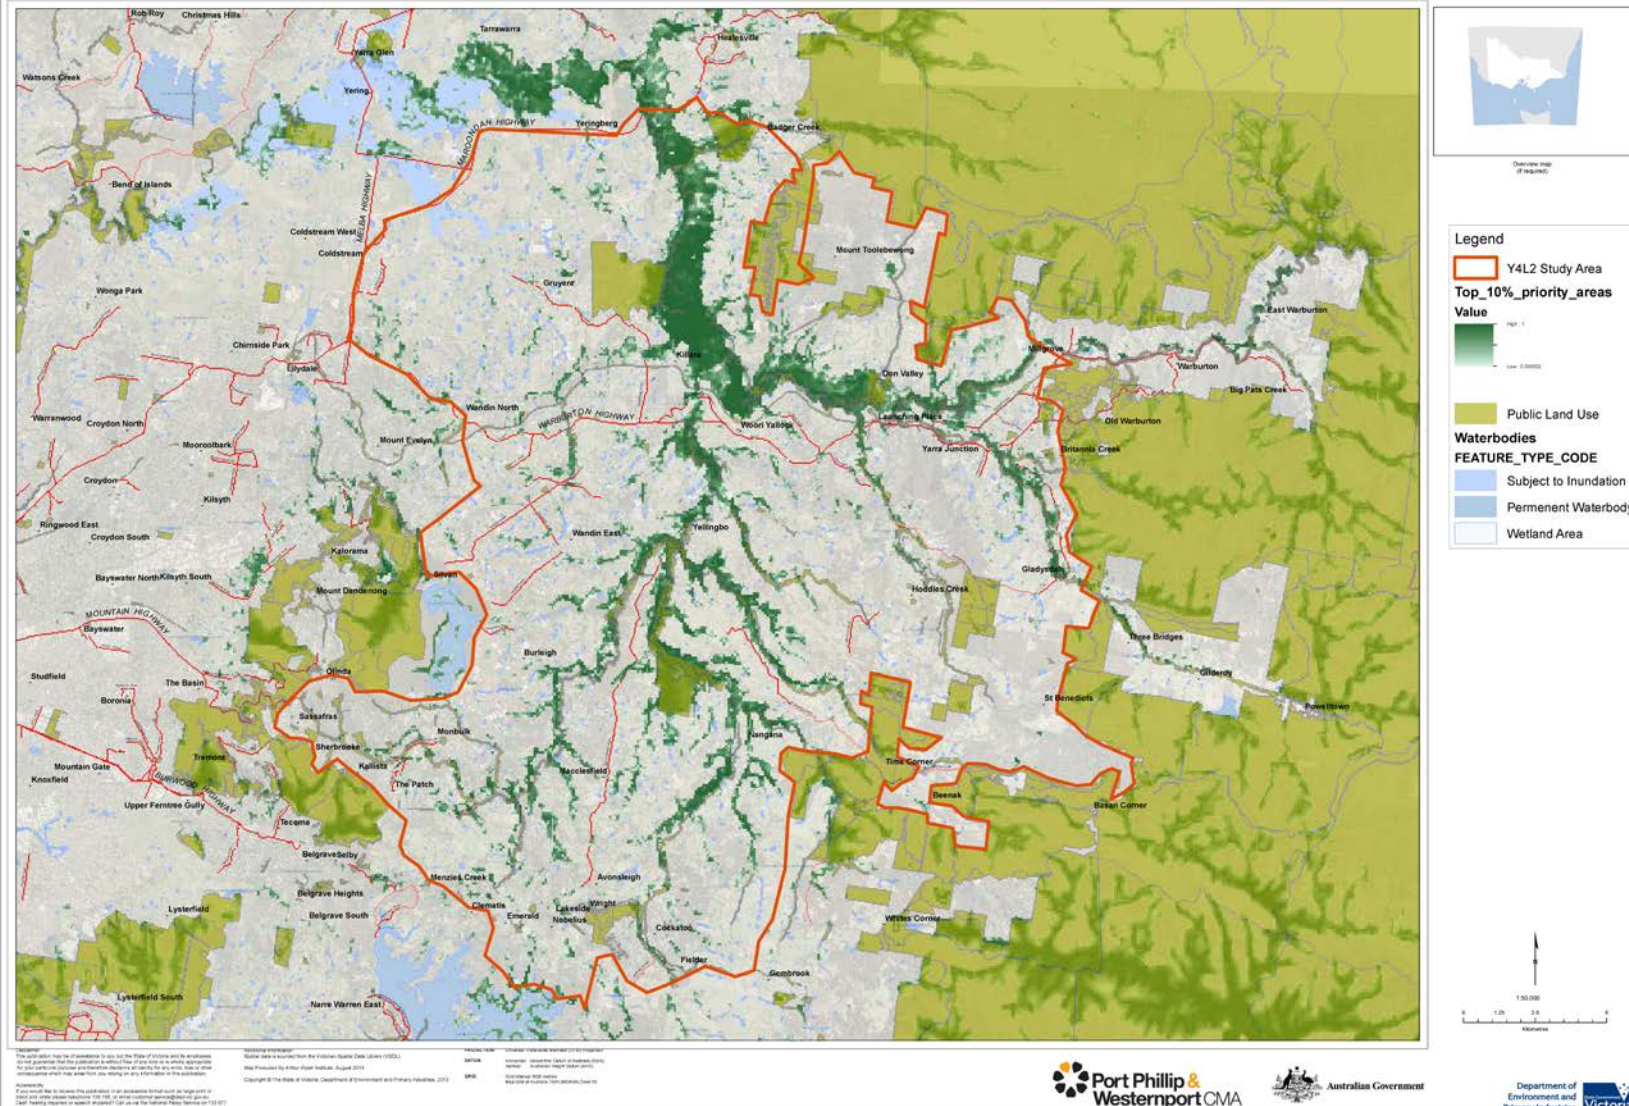 Rob Roy
Christmas Hills
Tarrawarra
Healesville
Yarra Glen
Watsons Creek
Yering
MAROONDAH HIGHWAY
Yeringberg
Badger Creek
Bend of Islands
MELBA HIGHWAY
Coldstream West
Coldstream
Mount Toolebewong
Wonga Park
Gruyere
East Warburton
Chirnside Park
Lilydale
Killara
Millgrove
Warburton
Don Valley
Big Pats Creek
Warranwood
Croydon North
Wandin North
WARBURTON HIGHWAY
Launching Place
Old Warburton
Mooroolbark
Mount Evelyn
Woori Yallock
Yarra Junction
Britannia Creek
Croydon
Kilsyth
Ringwood East
Croydon South
Wandin East
Yellingbo
Kalorama
Bayswater North
Kilsyth South
Silvan
Gladysdale
Mount Dandenong
Hoddles Creek
MOUNTAIN HIGHWAY
Bayswater
Three Bridges
Burleigh
Studfield
The Basin
Olinda
Gilderoy
Boronia
St Benedicts
Powelltown
Sassafras
Monbulk
Nangana
Sherbrooke
Tremont
Kallista
Tims Corner
Mountain Gate
Knoxfield
BURWOOD HIGHWAY
The Patch
Macclesfield
Beenak
Basan Corner
Upper Ferntree Gully
Tecoma
Belgrave
Selby
Menzies Creek
Avonsleigh
Belgrave Heights
Clematis
Lakeside
Wright
Lysterfield
Belgrave South
Emerald
Nobelius
Whites Corner
Cockatoo
Fielder
Gembrook
Lysterfield South
Narre Warren East
Overview map
(if required)
Legend
Y4L2 Study Area
Top_10%_priority_areas
Value
Public Land Use
Waterbodies
FEATURE_TYPE_CODE
Subject to Inundation
Permenent Waterbody
Wetland Area
N
1:50,000
Kilometres
Port Phillip &
Westernport CMA
Australian Government
Department of
Environment and
Victoria